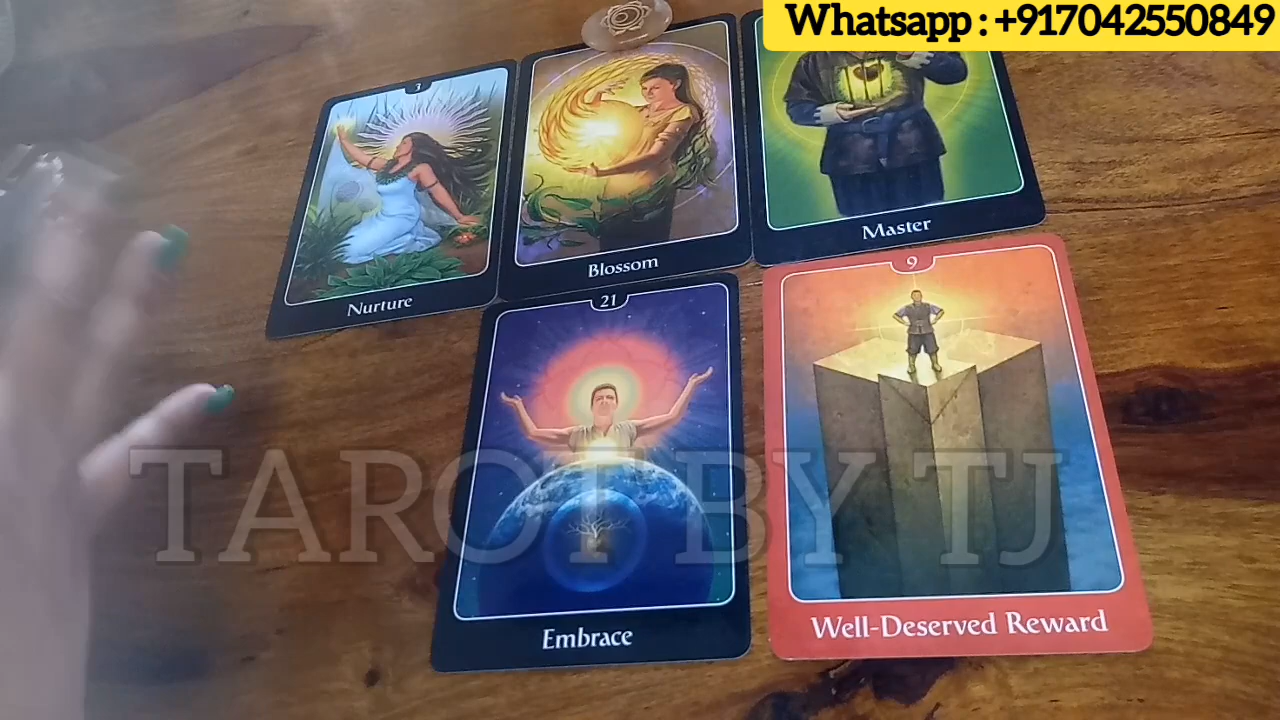 Whatsapp : +917042550849
3
Nurture
Blossom
Master
21
Embrace
9
Well-Deserved Reward
TAROT BY TJ